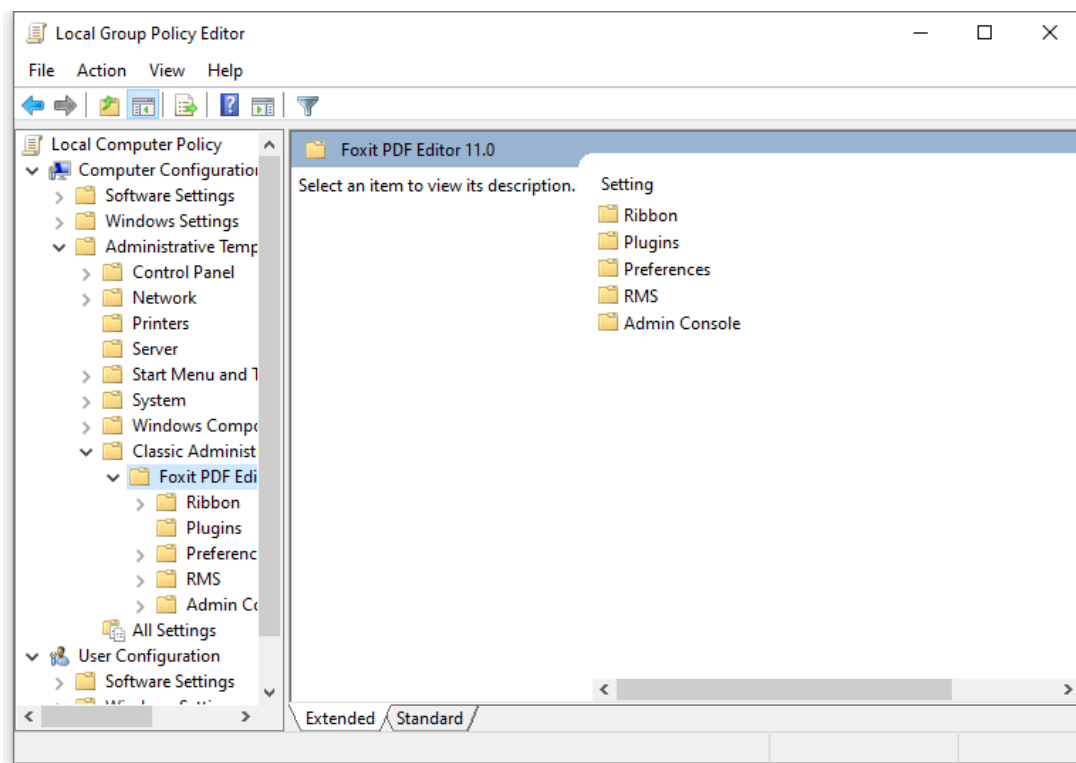 Local Group Policy Editor
File Action View Help
Local Computer Policy
Computer Configuration
Software Settings
Windows Settings
Administrative Temp
Control Panel
Network
Printers
Server
Start Menu and T
System
Windows Compo
Classic Administ
Foxit PDF Edi
Ribbon
Plugins
Preferenc
RMS
Admin Co
All Settings
User Configuration
Software Settings
Foxit PDF Editor 11.0
Select an item to view its description.
Setting
Ribbon
Plugins
Preferences
RMS
Admin Console
Extended Standard